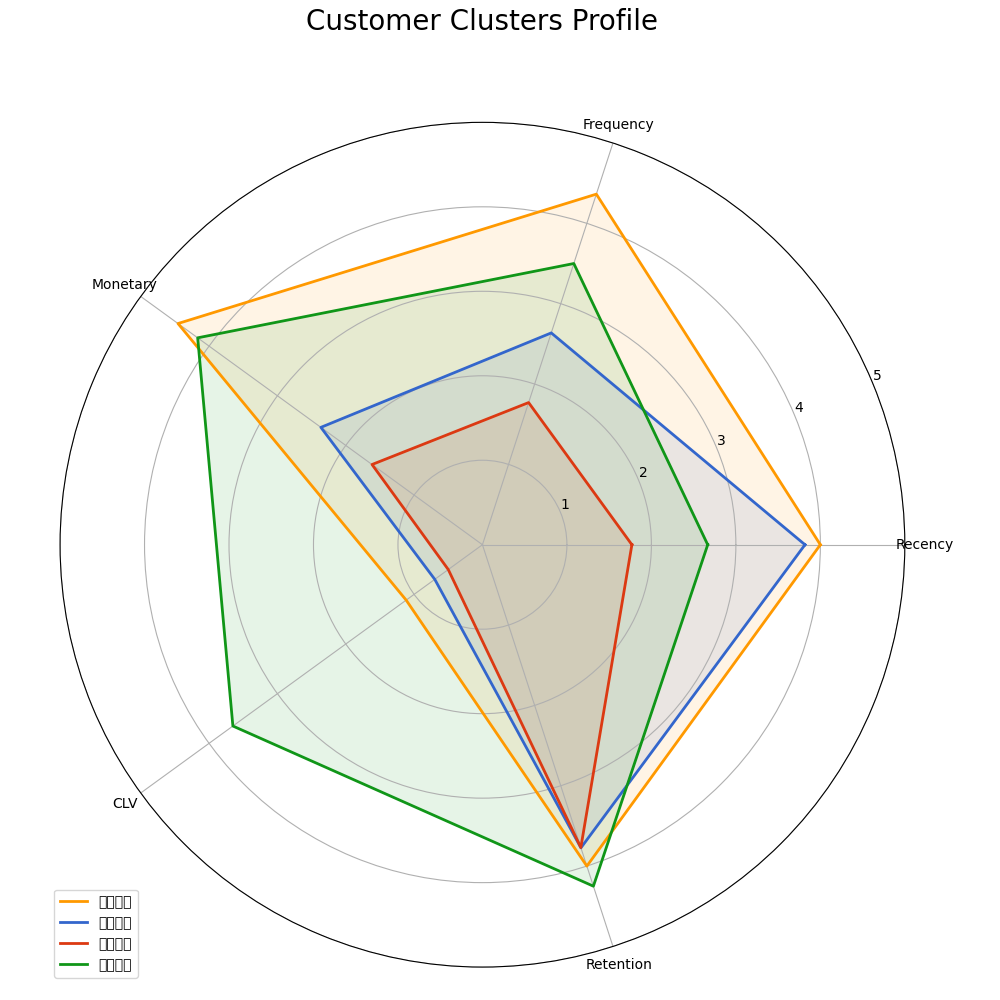 Customer Clusters Profile
Frequency
Monetary
5
4
3
2
1
Recency
CLV
Retention